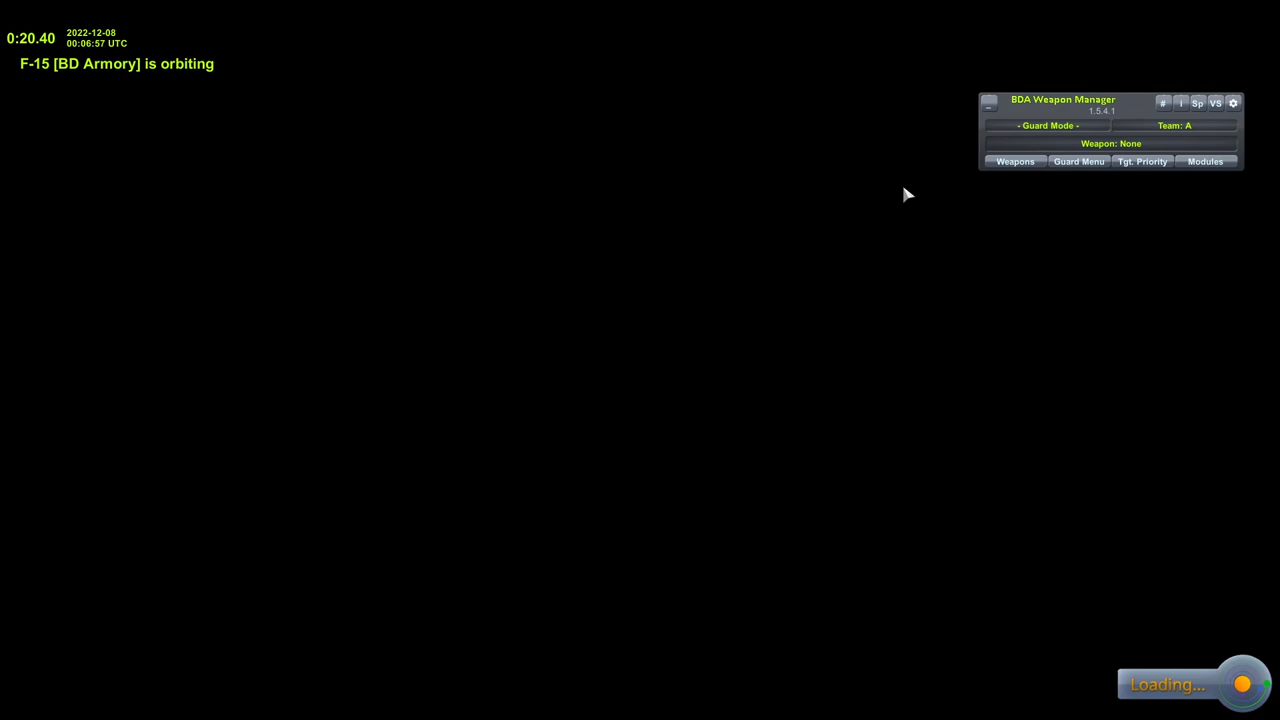 0:20.40
2022-12-08
00:06:57 UTC
F-15 [BD Armory] is orbiting
_ BDA Weapon Manager # i Sp VS
1.5.4.1
- Guard Mode - Team: A
Weapon: None
Weapons Guard Menu Tgt. Priority Modules
Loading...